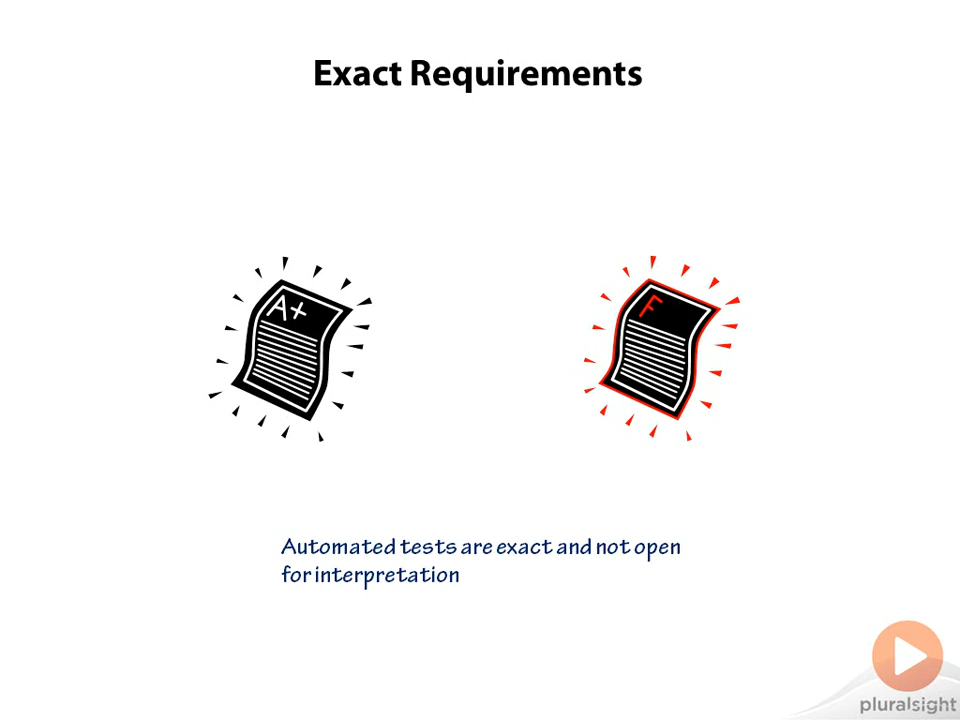 Exact Requirements
A+
F
Automated tests are exact and not open
for interpretation
pluralsight